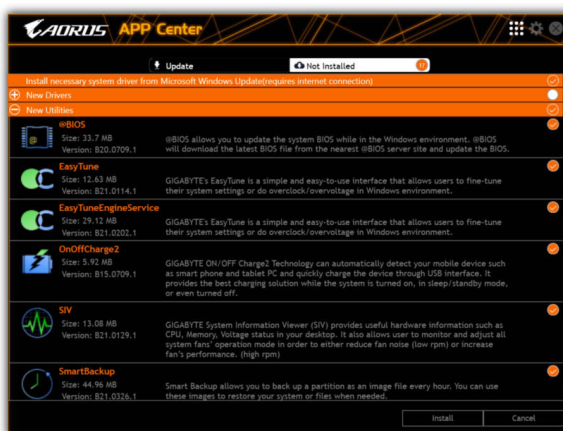 AORUS APP Center
Update
Not Installed 17
Install necessary system driver from Microsoft Windows Update(requires internet connection)
New Drivers
New Utilities
@BIOS
Size: 33.7 MB
Version: B20.0709.1
@BIOS allows you to update the system BIOS while in the Windows environment. @BIOS
will download the latest BIOS file from the nearest @BIOS server site and update the BIOS.
EasyTune
Size: 12.63 MB
Version: B21.0114.1
GIGABYTE's EasyTune is a simple and easy-to-use interface that allows users to fine-tune
their system settings or do overclock/overvoltage in Windows environment.
EasyTuneEngineService
Size: 29.12 MB
Version: B21.0202.1
GIGABYTE's EasyTune is a simple and easy-to-use interface that allows users to fine-tune
their system settings or do overclock/overvoltage in Windows environment.
OnOffCharge2
Size: 5.92 MB
Version: B15.0709.1
GIGABYTE ON/OFF Charge2 Technology can automatically detect your mobile device such
as smart phone and tablet PC and quickly charge the device through USB interface. It
provides the best charging solution while the system is turned on, in sleep/standby mode,
or even turned off.
SIV
Size: 13.08 MB
Version: B21.0129.1
GIGABYTE System Information Viewer (SIV) provides useful hardware information such as
CPU, Memory, Voltage status in your desktop. It also allows user to monitor and adjust all
system fans' operation mode in order to either reduce fan noise (low rpm) or increase
fan's performance. (high rpm)
SmartBackup
Size: 44.96 MB
Version: B21.0326.1
Smart Backup allows you to back up a partition as an image file every hour. You can use
these images to restore your system or files when needed.
Install
Cancel